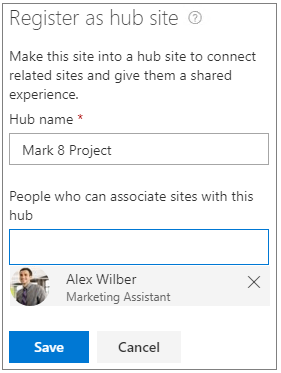 Register as hub site
Make this site into a hub site to connect
related sites and give them a shared
experience.
Hub name *
Mark 8 Project
People who can associate sites with this
hub
Alex Wilber
Marketing Assistant
Save Cancel